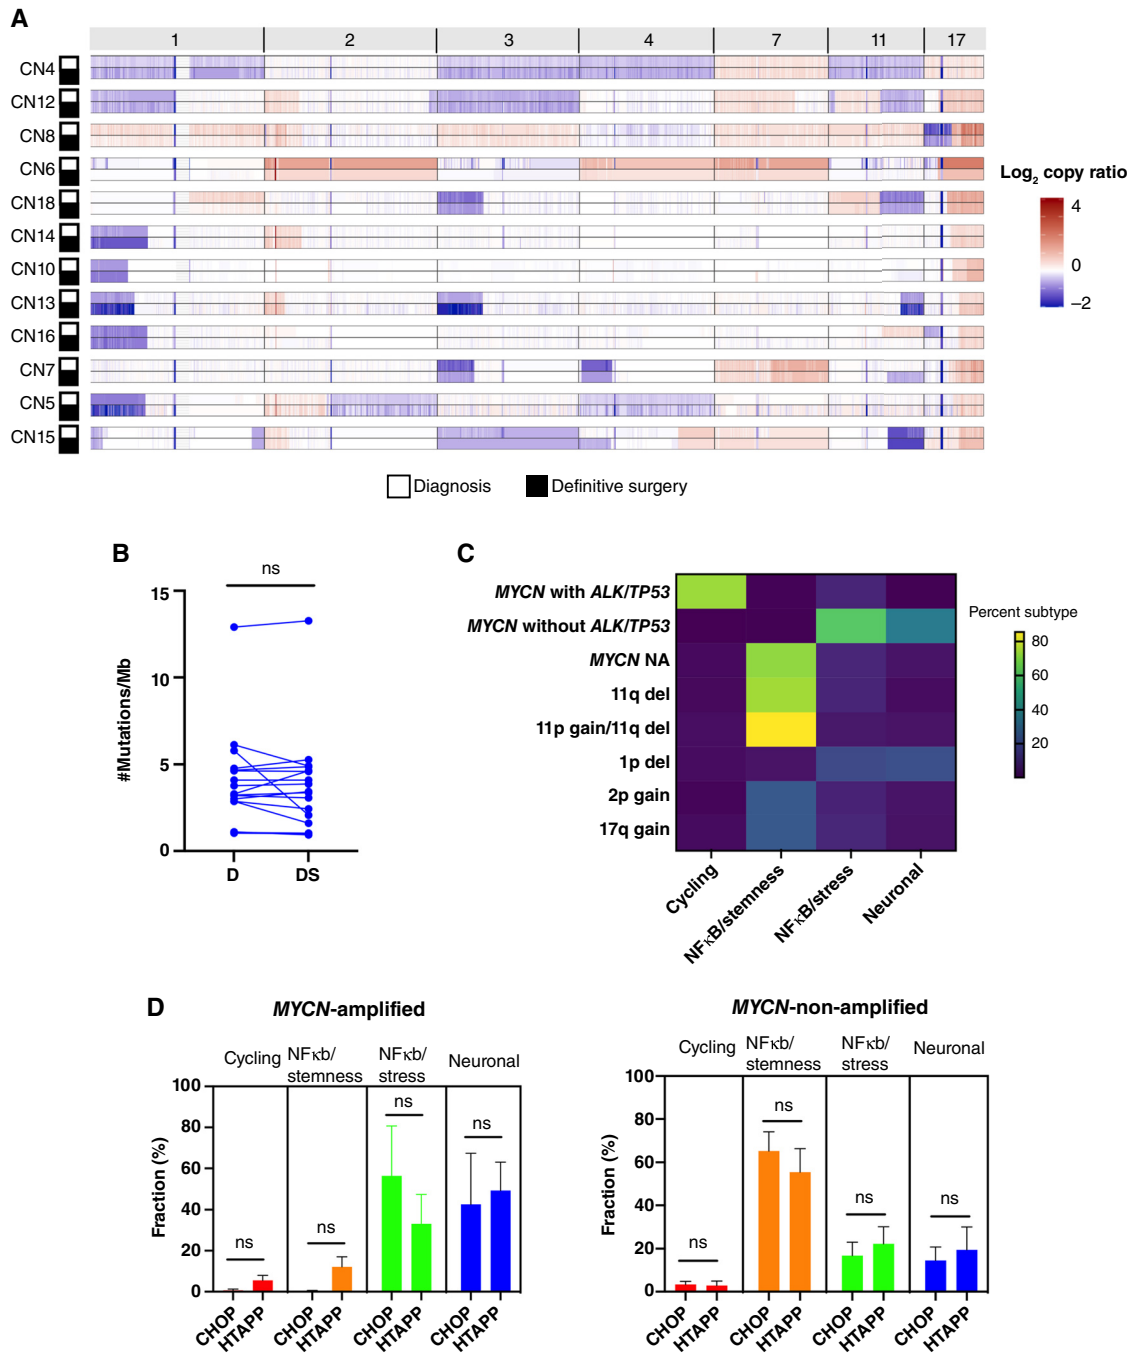 A
1 2 3 4 7 11 17
CN4
CN12
CN8
CN6
CN18
CN14
CN10
CN13
CN16
CN7
CN5
CN15
Log2 copy ratio
4
0
−2
Diagnosis
Definitive surgery
B
ns
15
10
5
0
#Mutations/Mb
D DS
C
MYCN with ALK/TP53
MYCN without ALK/TP53
MYCN NA
11q del
11p gain/11q del
1p del
2p gain
17q gain
Cycling
NFκB/stemness
NFκB/stress
Neuronal
Percent subtype
80
60
40
20
D
MYCN-amplified
Cycling
NFκb/
stemness
NFκb/
stress
Neuronal
100
80
60
40
20
0
Fraction (%)
ns
ns
ns
ns
CHOP
HTAPP
CHOP
HTAPP
CHOP
HTAPP
CHOP
HTAPP
MYCN-non-amplified
Cycling
NFκb/
stemness
NFκb/
stress
Neuronal
100
80
60
40
20
0
Fraction (%)
ns
ns
ns
ns
CHOP
HTAPP
CHOP
HTAPP
CHOP
HTAPP
CHOP
HTAPP